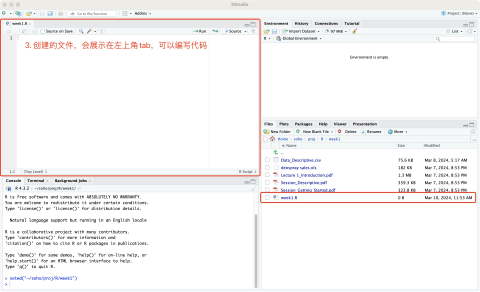 RStudio
Go to file/function
Addins
Project: (None)
week1.R
Source on Save
Run
Source
1
3. 创建的文件，会展示在左上角tab，可以编写代码
1:1
(Top Level)
R Script
Console
Terminal
Background Jobs
R 4.3.2 · ~/soho/proj/R/week1/
R is free software and comes with ABSOLUTELY NO WARRANTY.
You are welcome to redistribute it under certain conditions.
Type 'license()' or 'licence()' for distribution details.
Natural language support but running in an English locale
R is a collaborative project with many contributors.
Type 'contributors()' for more information and
'citation()' on how to cite R or R packages in publications.
Type 'demo()' for some demos, 'help()' for on-line help, or
'help.start()' for an HTML browser interface to help.
Type 'q()' to quit R.
> setwd("~/soho/proj/R/week1")
>
Environment
History
Connections
Tutorial
Import Dataset
97 MiB
List
R
Global Environment
Environment is empty
Files
Plots
Packages
Help
Viewer
Presentation
New Folder
New Blank File
Delete
Rename
More
Home
soho
proj
R
week1
Name
Size
Modified
..
Data_Descriptive.csv
75.6 KB
Mar 8, 2024, 5:17 AM
182 KB
Mar 7, 2024, 8:53 PM
Lecture 1_Introduction.pdf
1.3 MB
Mar 7, 2024, 8:53 PM
Session_Descriptive.pdf
359.3 KB
Mar 7, 2024, 8:53 PM
Session_Getting Started.pdf
323.8 KB
Mar 7, 2024, 8:53 PM
week1.R
0 B
Mar 10, 2024, 11:53 AM